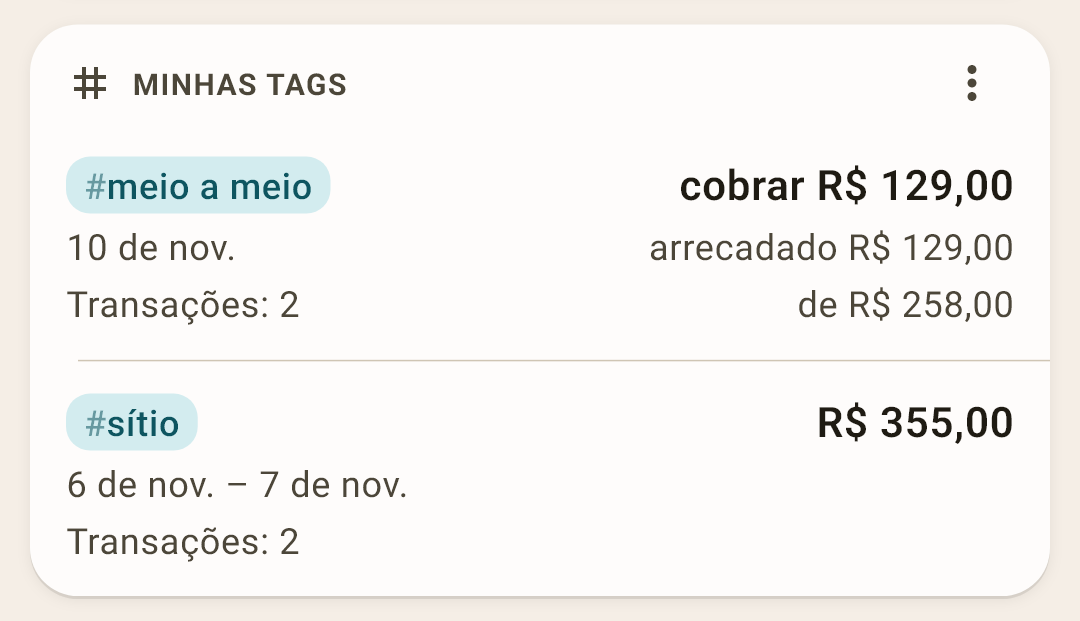 # MINHAS TAGS
#meio a meio
cobrar R$ 129,00
10 de nov.
arrecadado R$ 129,00
Transações: 2
de R$ 258,00
#sítio
R$ 355,00
6 de nov. – 7 de nov.
Transações: 2